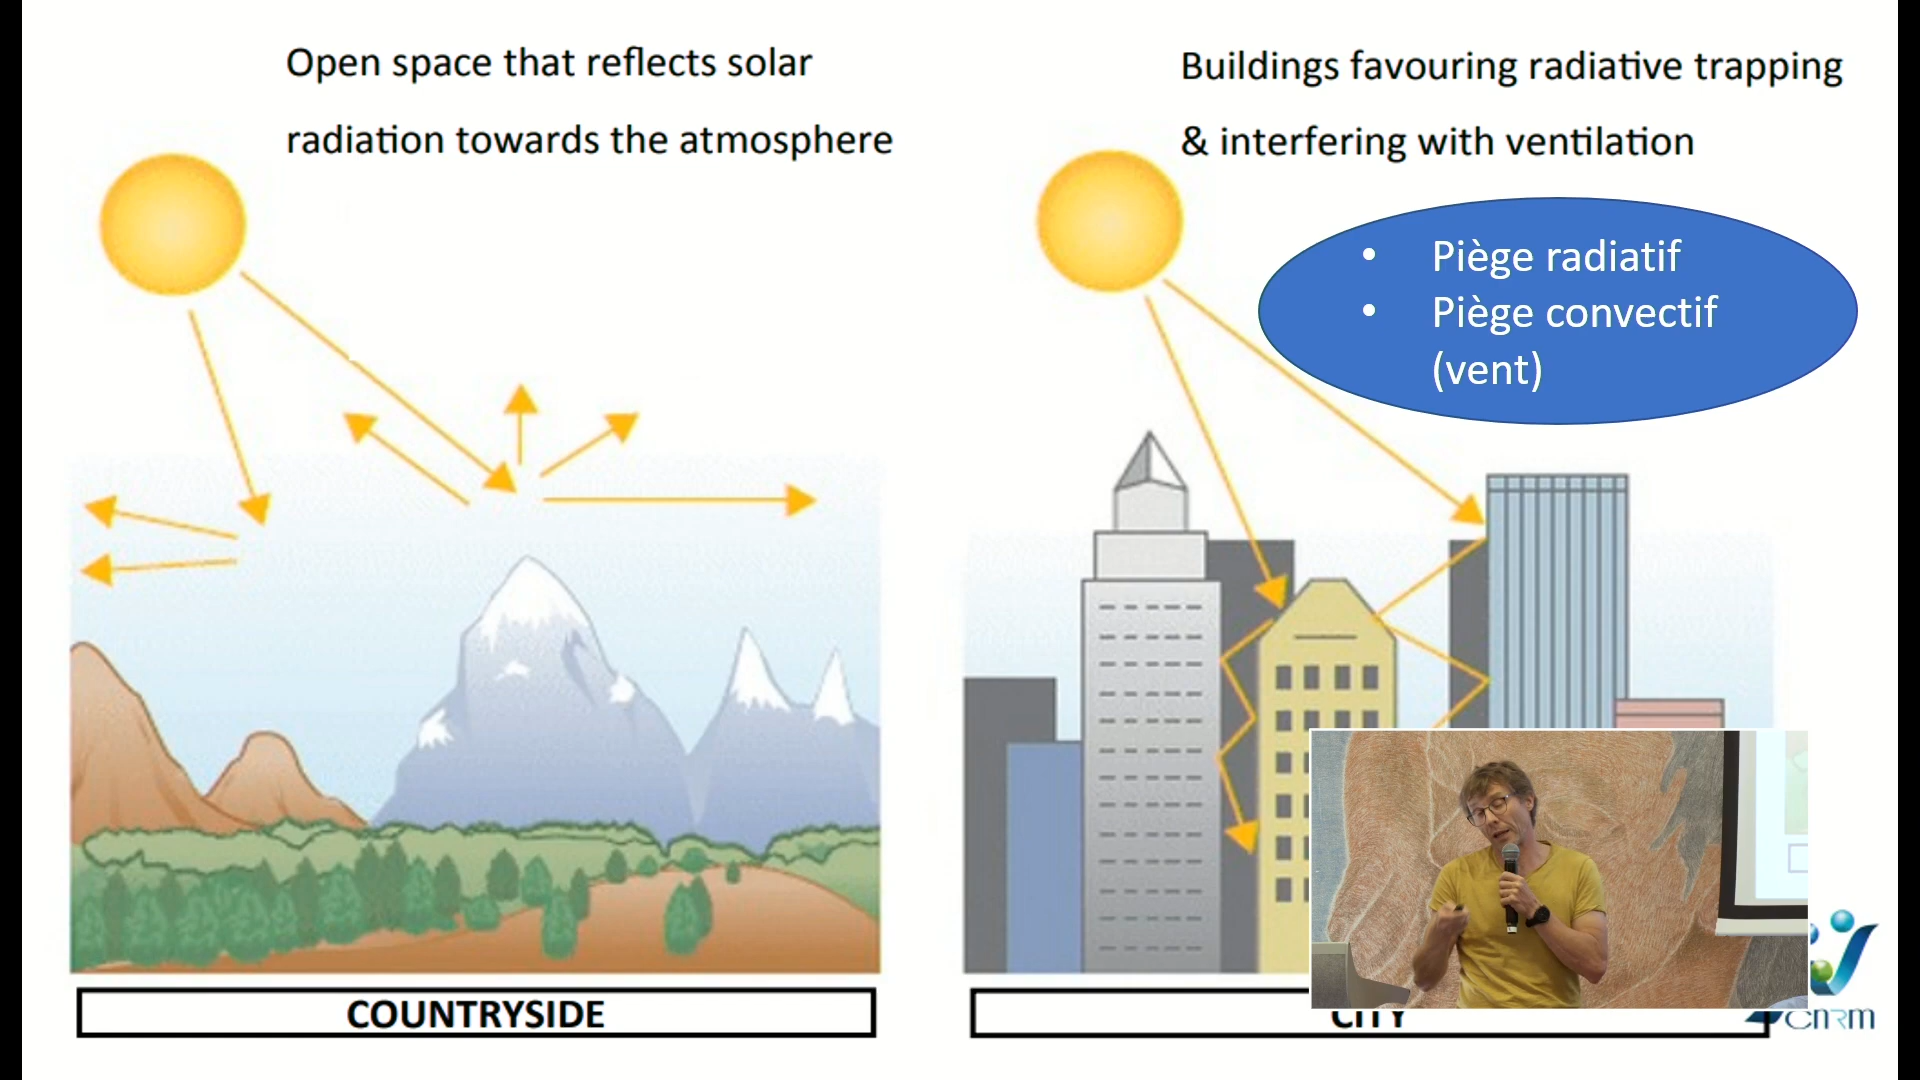 Open space that reflects solar
radiation towards the atmosphere
Buildings favouring radiative trapping
& interfering with ventilation
• Piège radiatif
• Piège convectif
(vent)
COUNTRYSIDE
CITY
CNRM